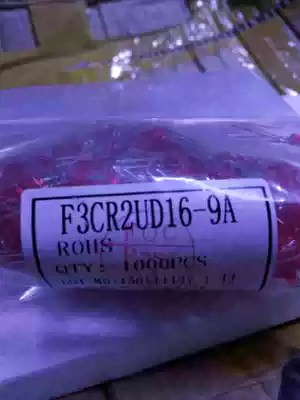 F3CR2UD16-9A
ROHS
QTY: 1000PCS